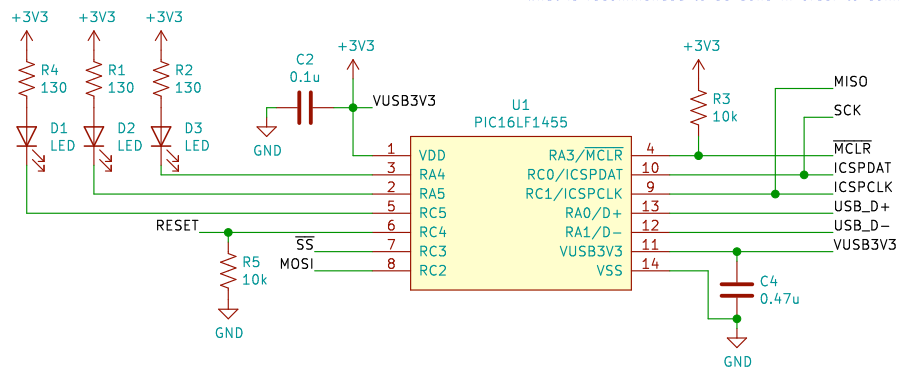 +3V3
+3V3
+3V3
R4
130
R1
130
R2
130
D1
LED
D2
LED
D3
LED
+3V3
C2
0.1u
VUSB3V3
GND
U1
PIC16LF1455
+3V3
R3
10k
MISO
SCK
1 VDD
3 RA4
2 RA5
5 RC5
6 RC4
7 RC3
8 RC2
RA3/MCLR 4
RC0/ICSPDAT 10
RC1/ICSPCLK 9
RA0/D+ 13
RA1/D- 12
VUSB3V3 11
VSS 14
MCLR
ICSPDAT
ICSPCLK
USB_D+
USB_D-
VUSB3V3
RESET
SS
MOSI
R5
10k
GND
C4
0.47u
GND